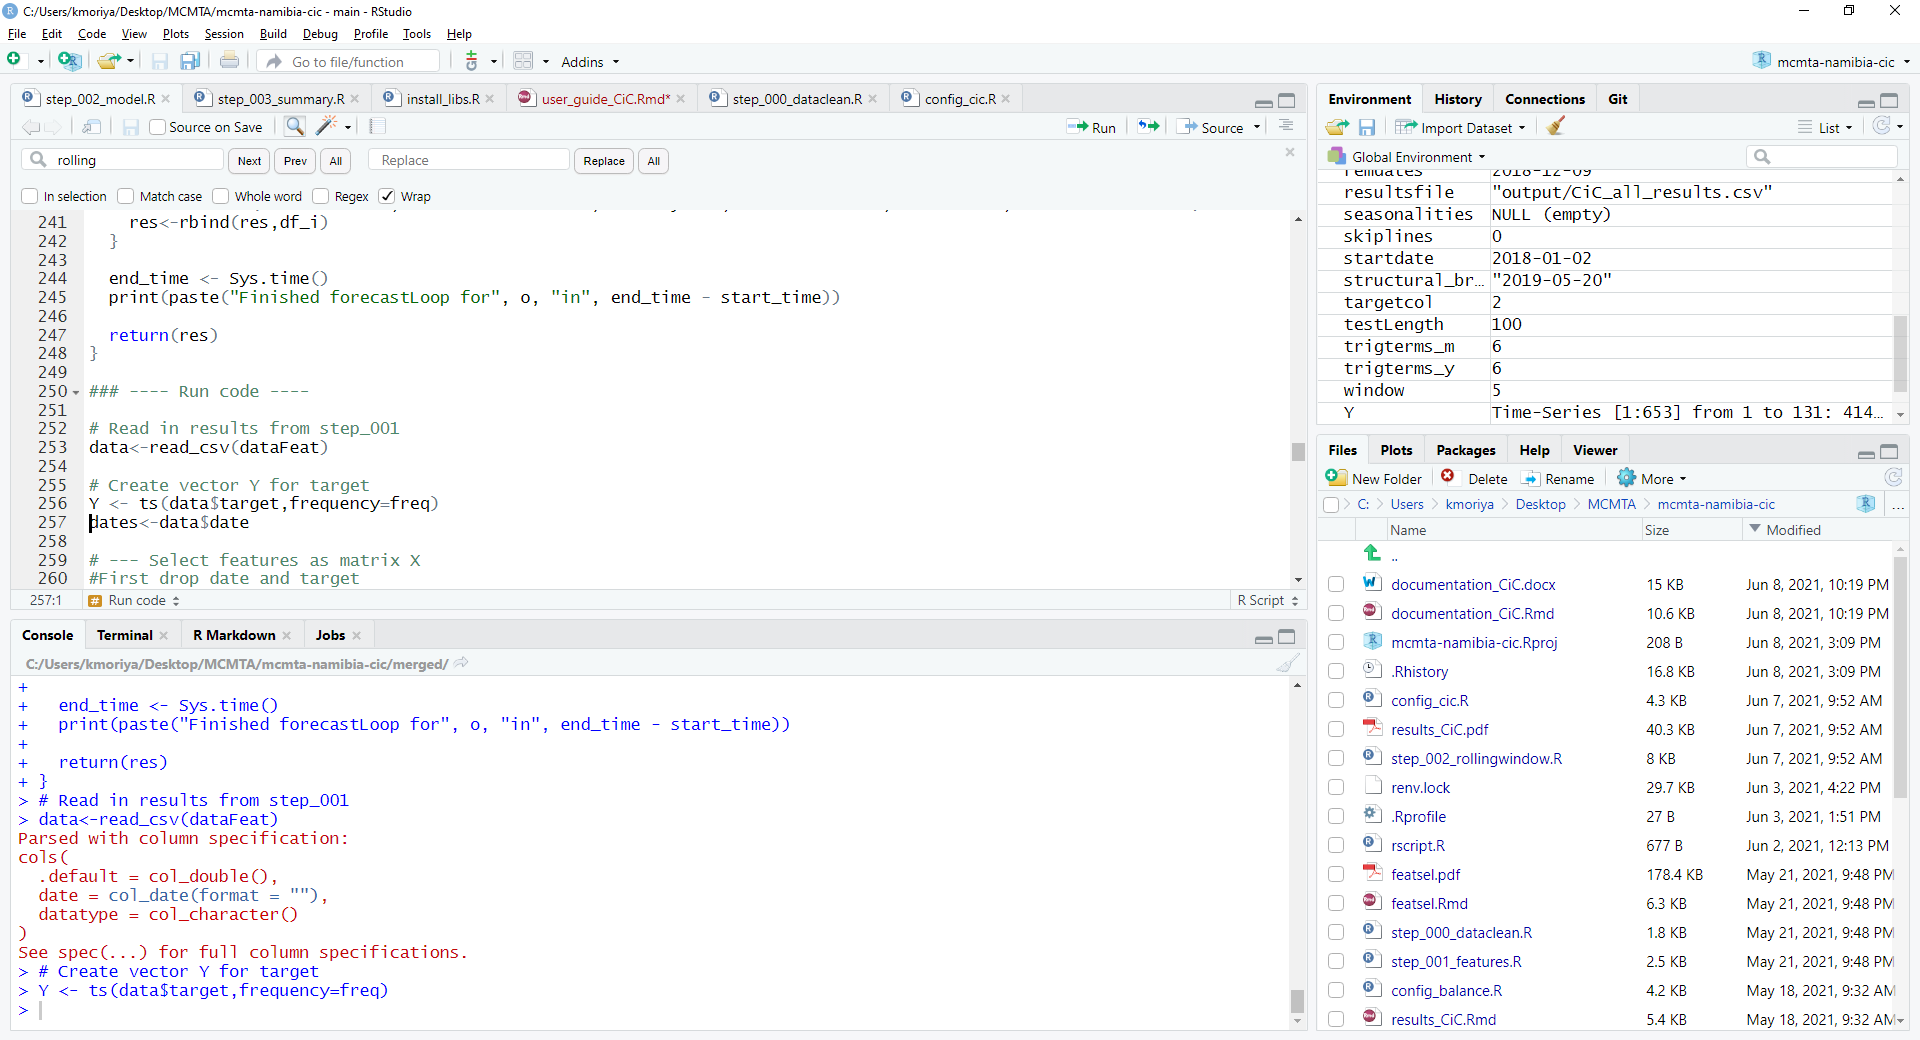 C:/Users/kmoriya/Desktop/MCMTA/mcmta-namibia-cic - main - RStudio
File Edit Code View Plots Session Build Debug Profile Tools Help
Go to file/function Addins mcmta-namibia-cic
step_002_model.R step_003_summary.R install_libs.R user_guide_CiC.Rmd* step_000_dataclean.R config_cic.R
Source on Save Run Source
rolling Next Prev All Replace Replace All
In selection Match case Whole word Regex Wrap
241 res<-rbind(res,df_i)
242 }
243
244 end_time <- Sys.time()
245 print(paste("Finished forecastLoop for", o, "in", end_time - start_time))
246
247 return(res)
248 }
249
250 ### ---- Run code ----
251
252 # Read in results from step_001
253 data<-read_csv(dataFeat)
254
255 # Create vector Y for target
256 Y <- ts(data$target,frequency=freq)
257 dates<-data$date
258
259 # --- Select features as matrix X
260 #First drop date and target
257:1 Run code R Script
Console Terminal R Markdown Jobs
C:/Users/kmoriya/Desktop/MCMTA/mcmta-namibia-cic/merged/
+
+ end_time <- Sys.time()
+ print(paste("Finished forecastLoop for", o, "in", end_time - start_time))
+
+ return(res)
+ }
> # Read in results from step_001
> data<-read_csv(dataFeat)
Parsed with column specification:
cols(
.default = col_double(),
date = col_date(format = ""),
datatype = col_character()
)
See spec(...) for full column specifications.
> # Create vector Y for target
> Y <- ts(data$target,frequency=freq)
>
Environment History Connections Git
Import Dataset List
Global Environment
remdates 2018-12-09
resultsfile "output/CiC_all_results.csv"
seasonalities NULL (empty)
skiplines 0
startdate 2018-01-02
structural_br... "2019-05-20"
targetcol 2
testLength 100
trigterms_m 6
trigterms_y 6
window 5
Y Time-Series [1:653] from 1 to 131: 414...
Files Plots Packages Help Viewer
New Folder Delete Rename More
C: Users kmoriya Desktop MCMTA mcmta-namibia-cic ...
Name Size Modified
..
documentation_CiC.docx 15 KB Jun 8, 2021, 10:19 PM
documentation_CiC.Rmd 10.6 KB Jun 8, 2021, 10:19 PM
mcmta-namibia-cic.Rproj 208 B Jun 8, 2021, 3:09 PM
.Rhistory 16.8 KB Jun 8, 2021, 3:09 PM
config_cic.R 4.3 KB Jun 7, 2021, 9:52 AM
results_CiC.pdf 40.3 KB Jun 7, 2021, 9:52 AM
step_002_rollingwindow.R 8 KB Jun 7, 2021, 9:52 AM
renv.lock 29.7 KB Jun 3, 2021, 4:22 PM
.Rprofile 27 B Jun 3, 2021, 1:51 PM
rscript.R 677 B Jun 2, 2021, 12:13 PM
featsel.pdf 178.4 KB May 21, 2021, 9:48 PM
featsel.Rmd 6.3 KB May 21, 2021, 9:48 PM
step_000_dataclean.R 1.8 KB May 21, 2021, 9:48 PM
step_001_features.R 2.5 KB May 21, 2021, 9:48 PM
config_balance.R 4.2 KB May 18, 2021, 9:32 AM
results_CiC.Rmd 5.4 KB May 18, 2021, 9:32 AM